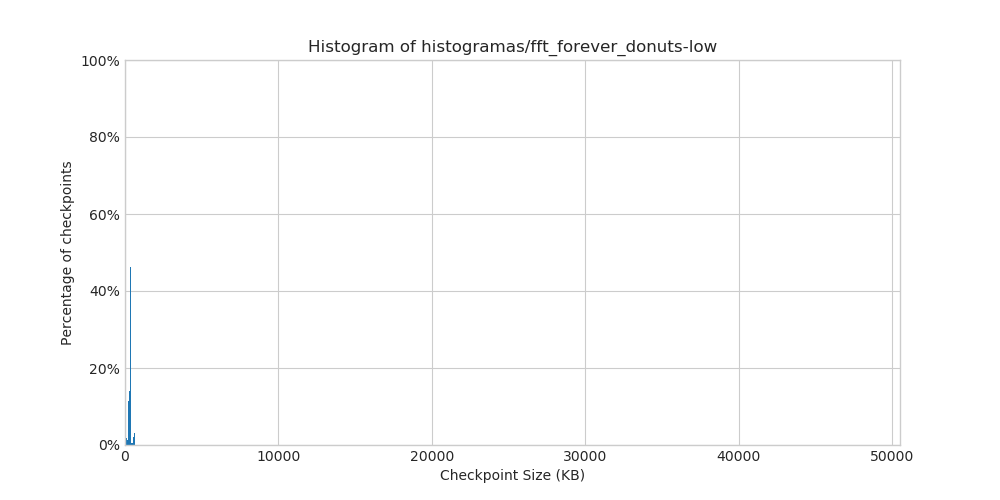 Histogram of histogramas/fft_forever_donuts-low
100%
80%
60%
40%
20%
0%
Percentage of checkpoints
0 10000 20000 30000 40000 50000
Checkpoint Size (KB)